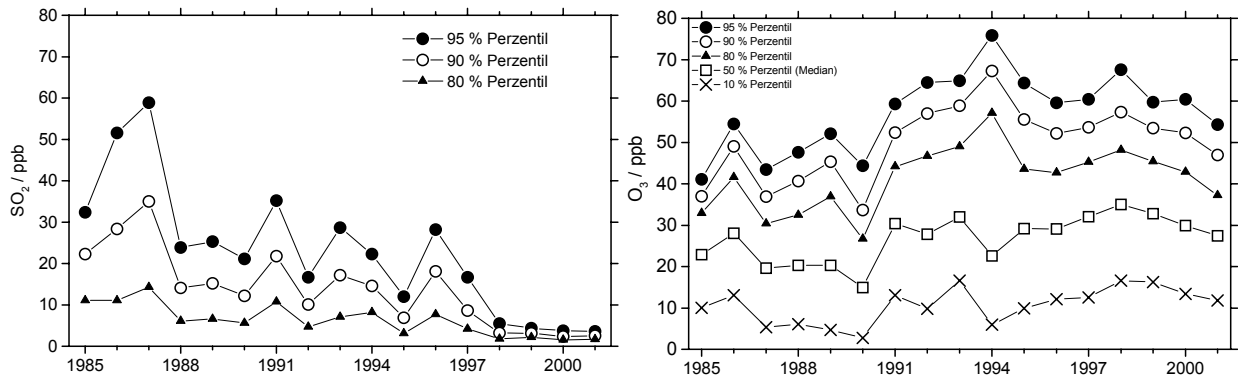 80
70
60
50
40
30
20
10
0
SO2 / ppb
1985 1988 1991 1994 1997 2000
95 % Perzentil
90 % Perzentil
80 % Perzentil
80
70
60
50
40
30
20
10
0
O3 / ppb
1985 1988 1991 1994 1997 2000
95 % Perzentil
90 % Perzentil
80 % Perzentil
50 % Perzentil (Median)
10 % Perzentil